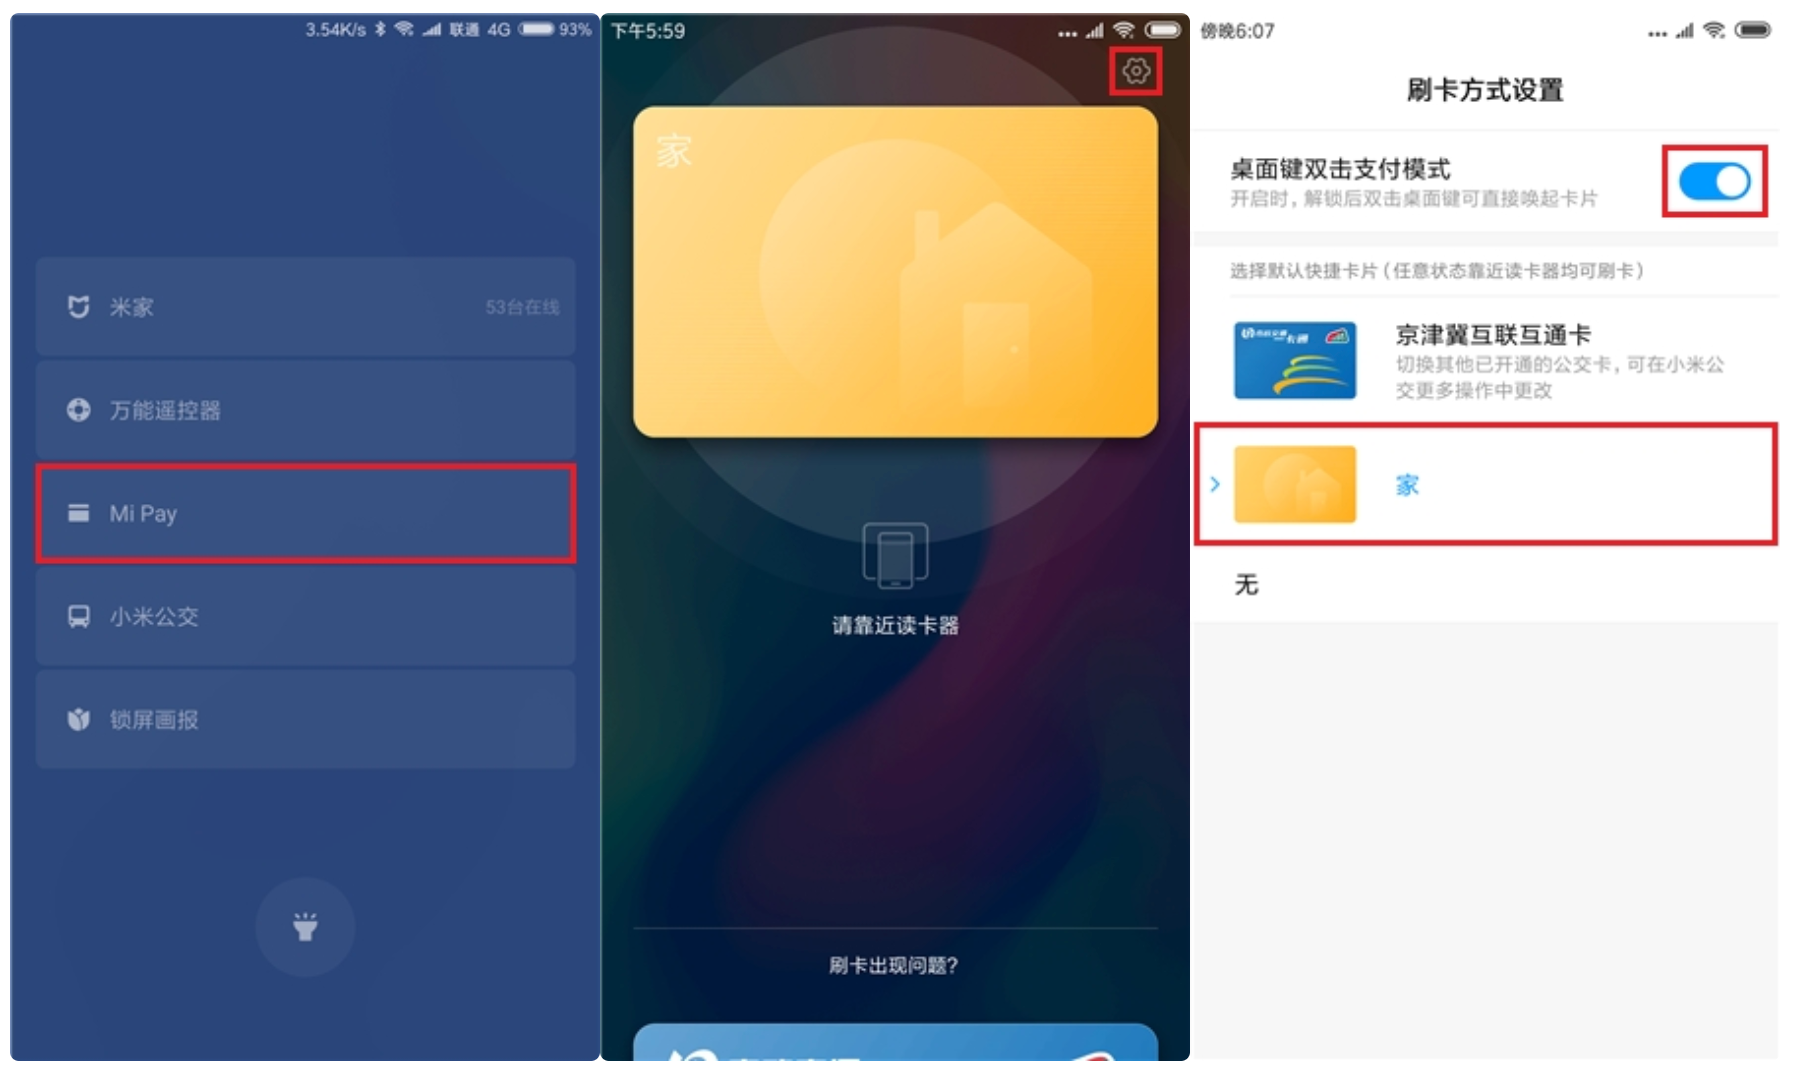 3.54K/s 联通 4G 93%
米家 53台在线
万能遥控器
Mi Pay
小米公交
锁屏画报
下午5:59
家
请靠近读卡器
刷卡出现问题?
傍晚6:07
刷卡方式设置
桌面键双击支付模式
开启时，解锁后双击桌面键可直接唤起卡片
选择默认快捷卡片（任意状态靠近读卡器均可刷卡）
京津冀互联互通卡
切换其他已开通的公交卡，可在小米公
交更多操作中更改
家
无